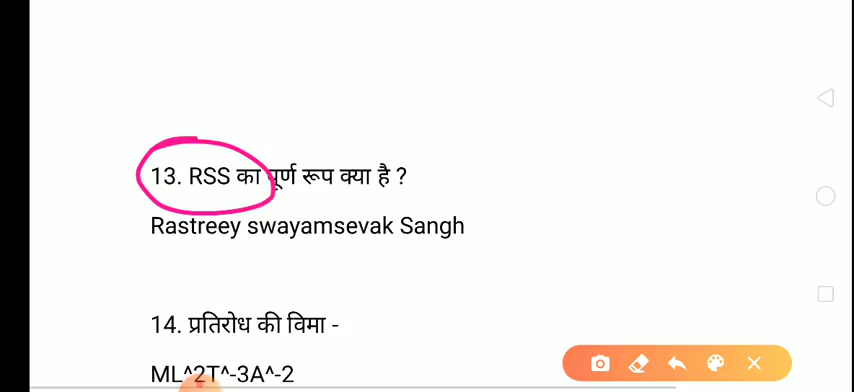 13. RSS का पूर्ण रूप क्या है ?
Rastreey swayamsevak Sangh
14. प्रतिरोध की विमा -
ML^2T^-3A^-2